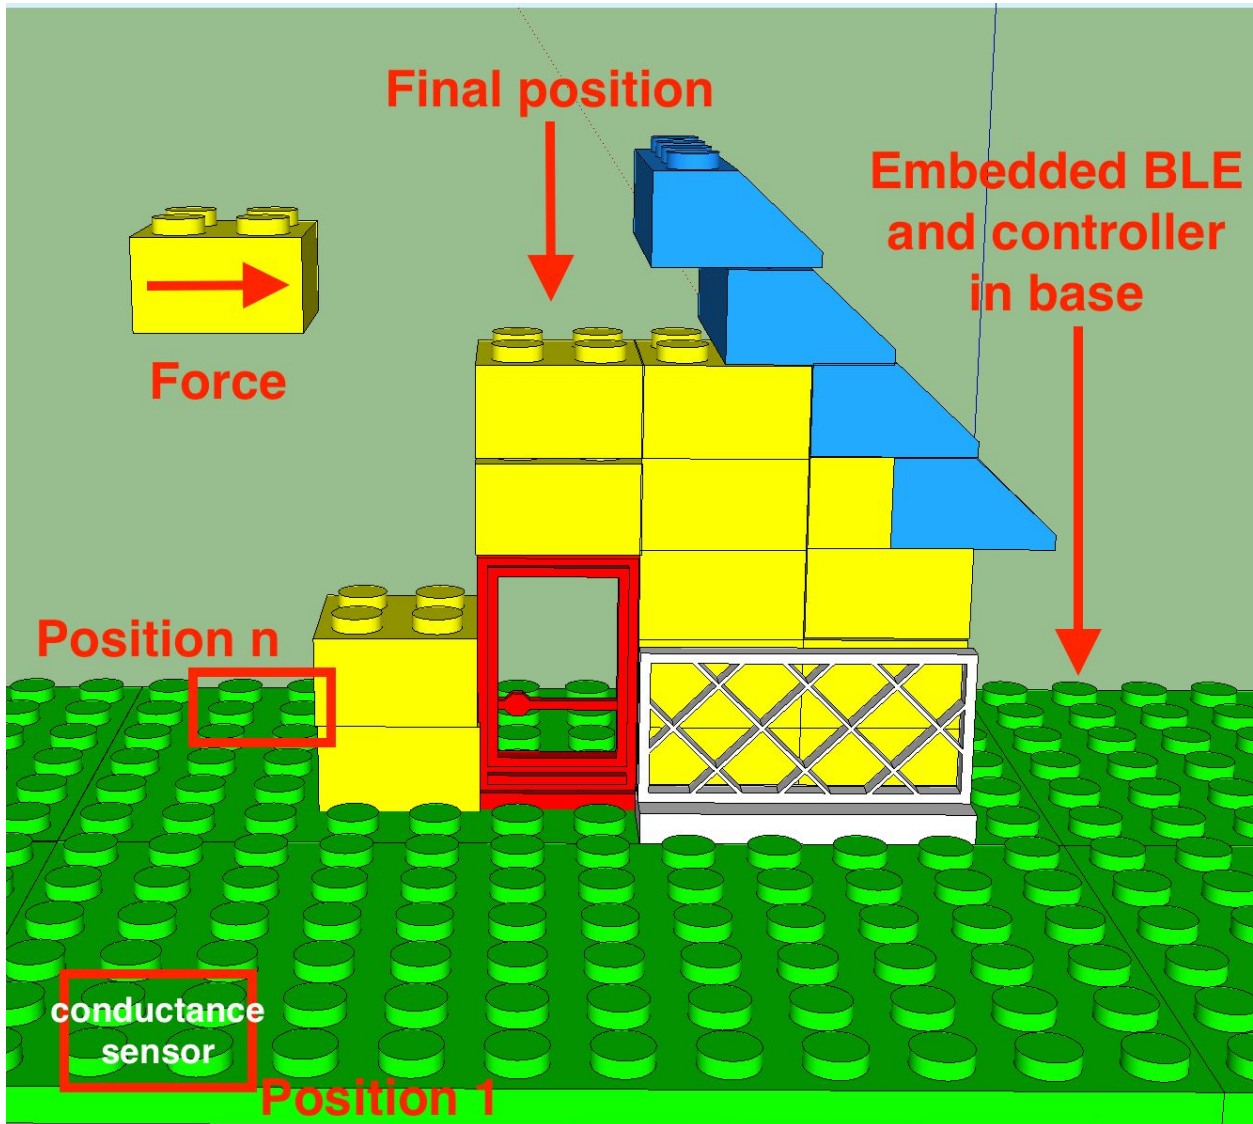 Final position
Embedded BLE
and controller
in base
Force
Position n
conductance
sensor
Position 1